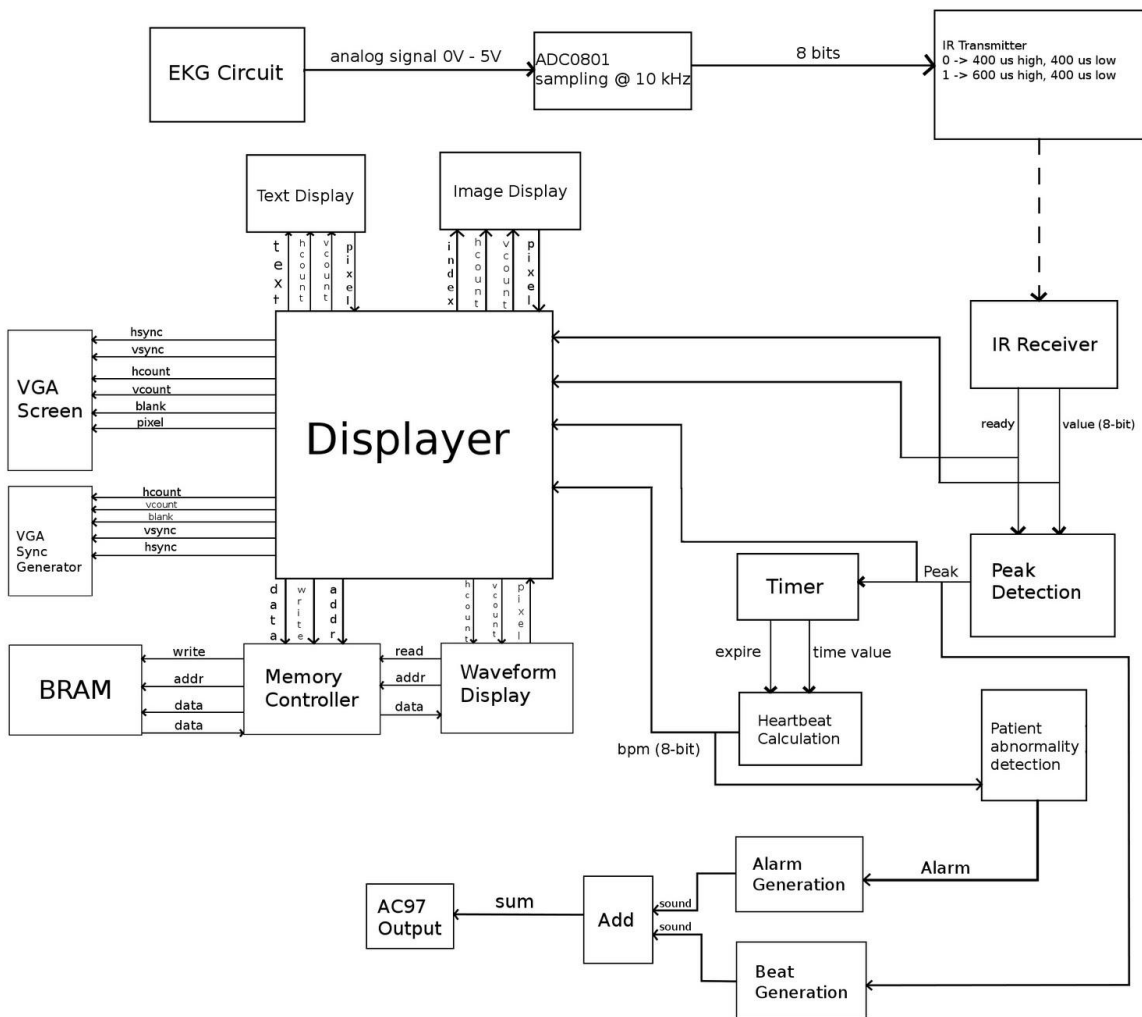 EKG Circuit
analog signal 0V - 5V
ADC0801
sampling @ 10 kHz
8 bits
IR Transmitter
0 -> 400 us high, 400 us low
1 -> 600 us high, 400 us low
Text Display
Image Display
text
hcount
vcount
pixel
index
hcount
vcount
pixel
IR Receiver
ready
value (8-bit)
VGA
Screen
hsync
vsync
hcount
vcount
blank
pixel
Displayer
VGA
Sync
Generator
hcount
vcount
blank
vsync
hsync
Timer
Peak
Peak
Detection
data
write
addr
hcount
vcount
pixel
expire
time value
BRAM
write
addr
data
data
Memory
Controller
read
addr
data
Waveform
Display
bpm (8-bit)
Heartbeat
Calculation
Patient
abnormality
detection
AC97
Output
sum
Add
sound
sound
Alarm
Generation
Alarm
Beat
Generation